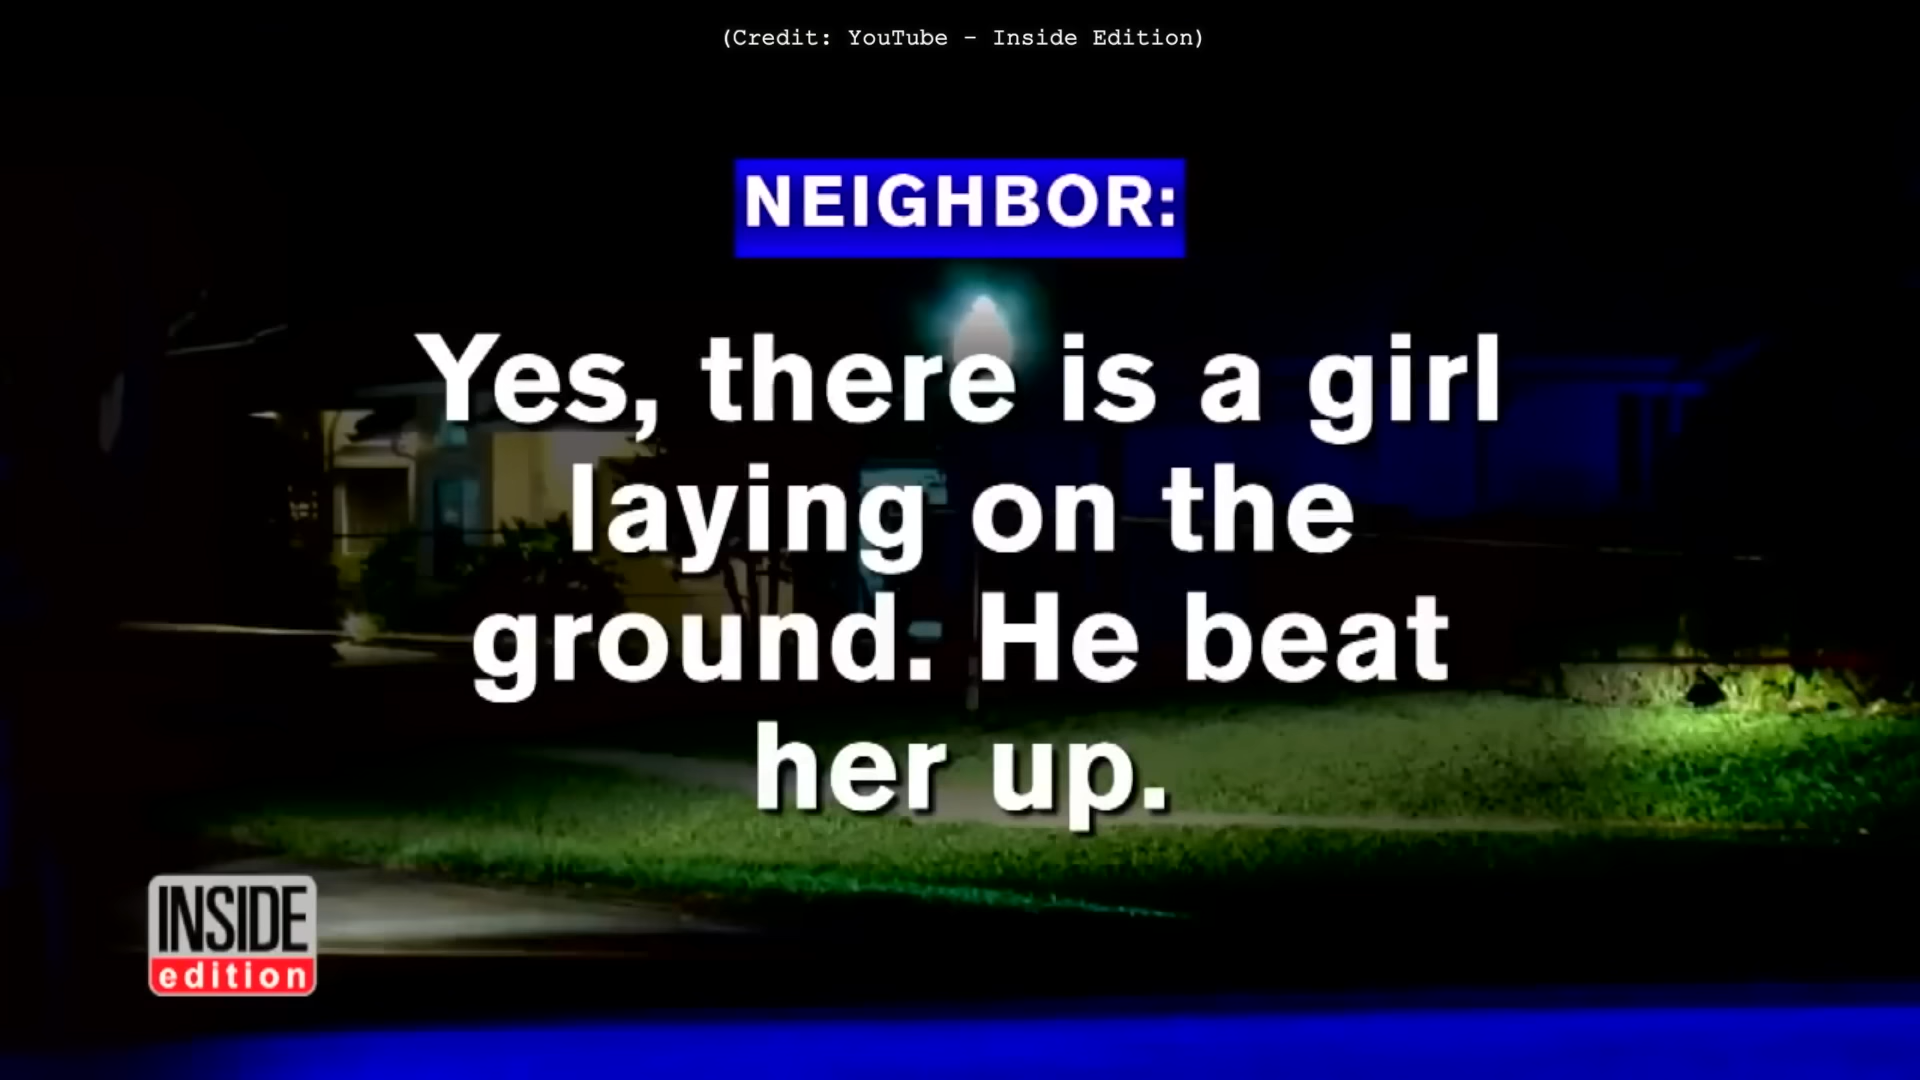 (Credit: YouTube - Inside Edition)
NEIGHBOR:
Yes, there is a girl
laying on the
ground. He beat
her up.
INSIDE
edition